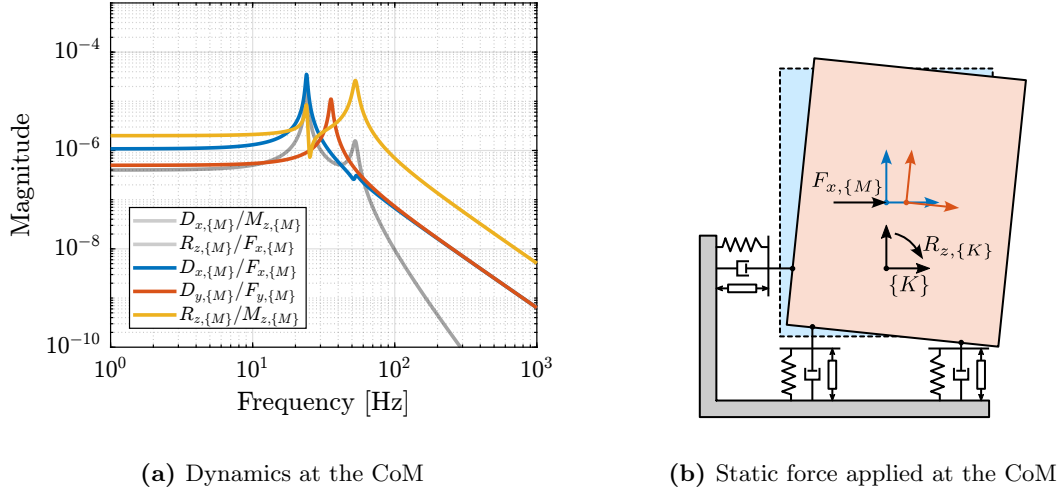 10^{-4}
10^{-6}
10^{-8}
10^{-10}
Magnitude
D_{x,{M}}/M_{z,{M}}
R_{z,{M}}/F_{x,{M}}
D_{x,{M}}/F_{x,{M}}
D_{y,{M}}/F_{y,{M}}
R_{z,{M}}/M_{z,{M}}
10^0 10^1 10^2 10^3
Frequency [Hz]
(a) Dynamics at the CoM
F_{x,{M}}
R_{z,{K}}
{K}
(b) Static force applied at the CoM